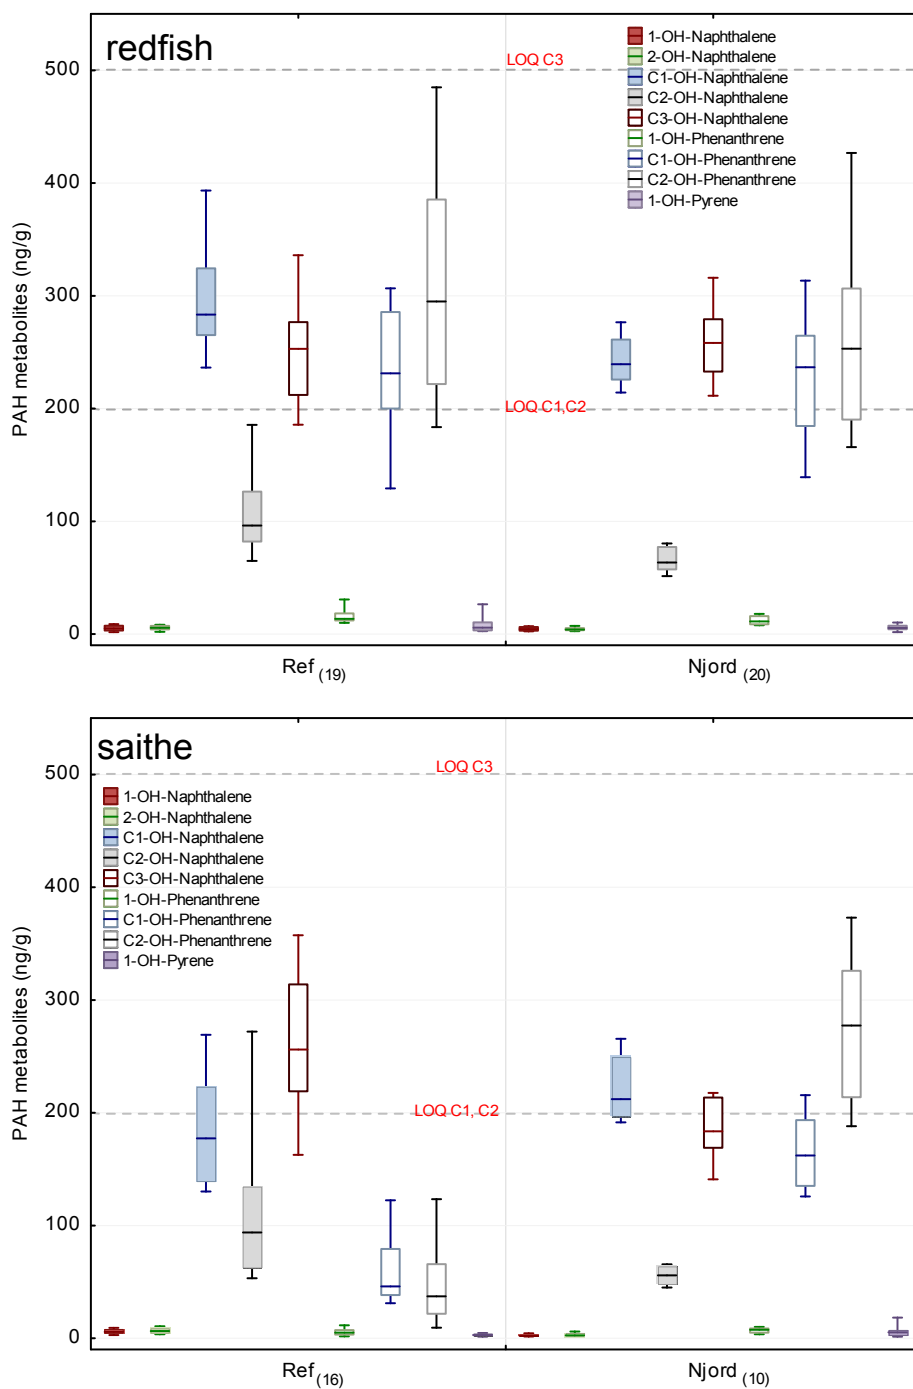 redfish
LOQ C3
1-OH-Naphthalene
2-OH-Naphthalene
C1-OH-Naphthalene
C2-OH-Naphthalene
C3-OH-Naphthalene
1-OH-Phenanthrene
C1-OH-Phenanthrene
C2-OH-Phenanthrene
1-OH-Pyrene
500
400
300
200
100
0
PAH metabolites (ng/g)
LOQ C1,C2
Ref (19)
Njord (20)
saithe
LOQ C3
1-OH-Naphthalene
2-OH-Naphthalene
C1-OH-Naphthalene
C2-OH-Naphthalene
C3-OH-Naphthalene
1-OH-Phenanthrene
C1-OH-Phenanthrene
C2-OH-Phenanthrene
1-OH-Pyrene
500
400
300
200
100
0
PAH metabolites (ng/g)
LOQ C1, C2
Ref (16)
Njord (10)